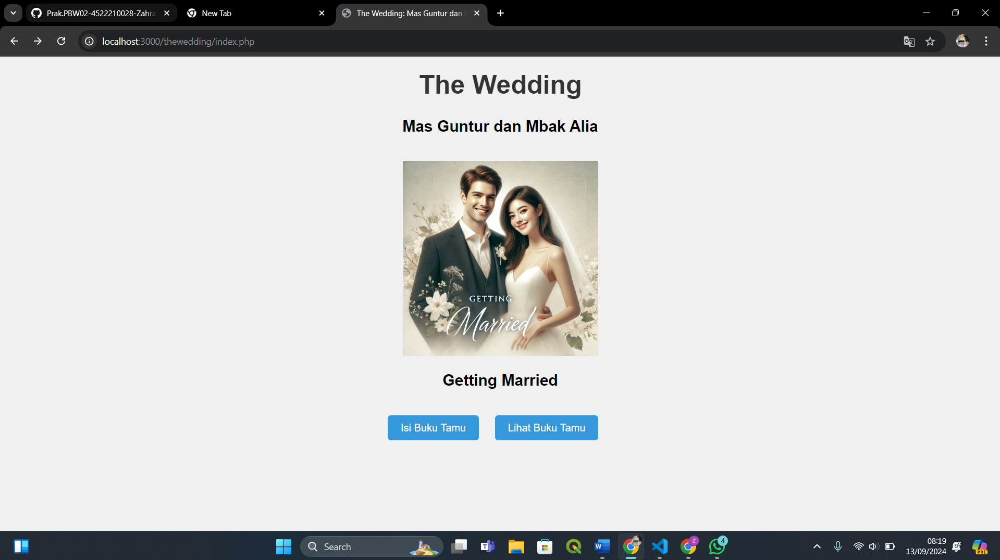 Prak.PBW02-4522210028-Zahra
New Tab
The Wedding: Mas Guntur dan
localhost:3000/thewedding/index.php
The Wedding
Mas Guntur dan Mbak Alia
GETTING
Married
Getting Married
Isi Buku Tamu
Lihat Buku Tamu
Search
4
08:19
13/09/2024
PRE